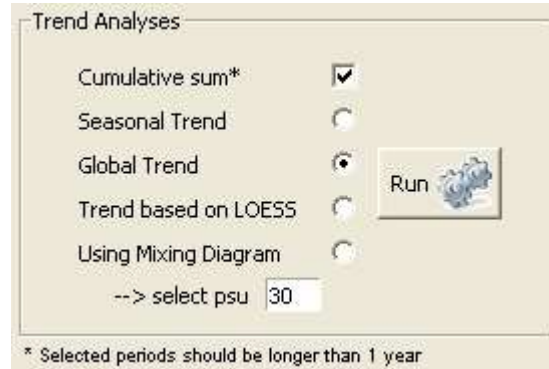 Trend Analyses
Cumulative sum*
Seasonal Trend
Global Trend
Run
Trend based on LOESS
Using Mixing Diagram
--> select psu 30
* Selected periods should be longer than 1 year